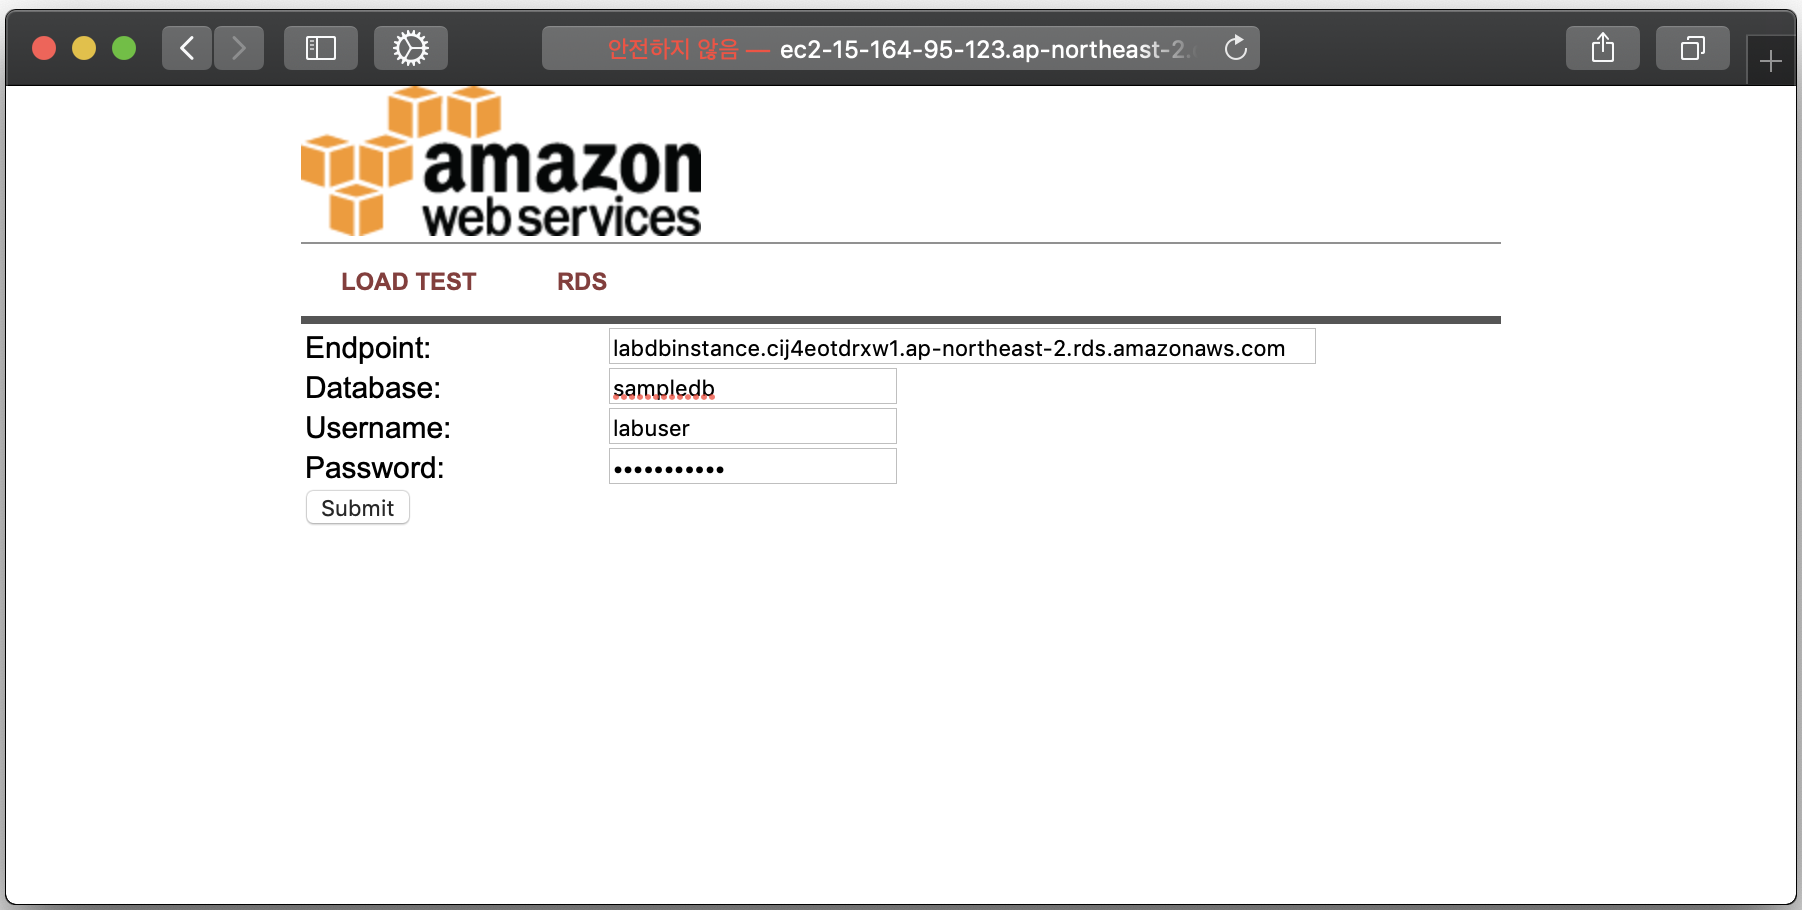 안전하지 않음 — ec2-15-164-95-123.ap-northeast-2.
amazon
web services
LOAD TEST RDS
Endpoint: labdbinstance.cij4eotdrxw1.ap-northeast-2.rds.amazonaws.com
Database: sampledb
Username: labuser
Password: •••••••••••
Submit